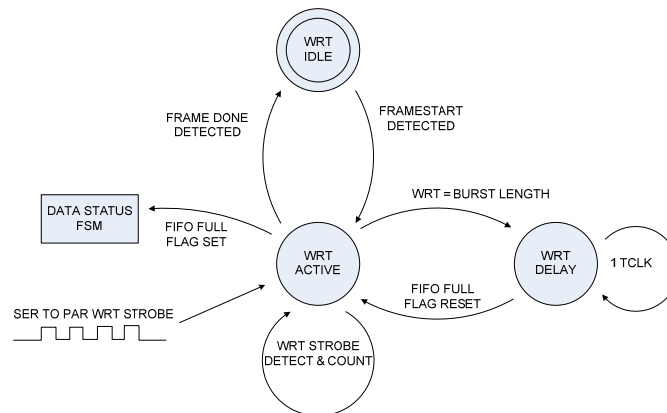 WRT
IDLE
FRAME DONE
DETECTED
FRAMESTART
DETECTED
DATA STATUS
FSM
FIFO FULL
FLAG SET
WRT = BURST LENGTH
WRT
ACTIVE
WRT
DELAY
1 TCLK
FIFO FULL
FLAG RESET
SER TO PAR WRT STROBE
WRT STROBE
DETECT & COUNT